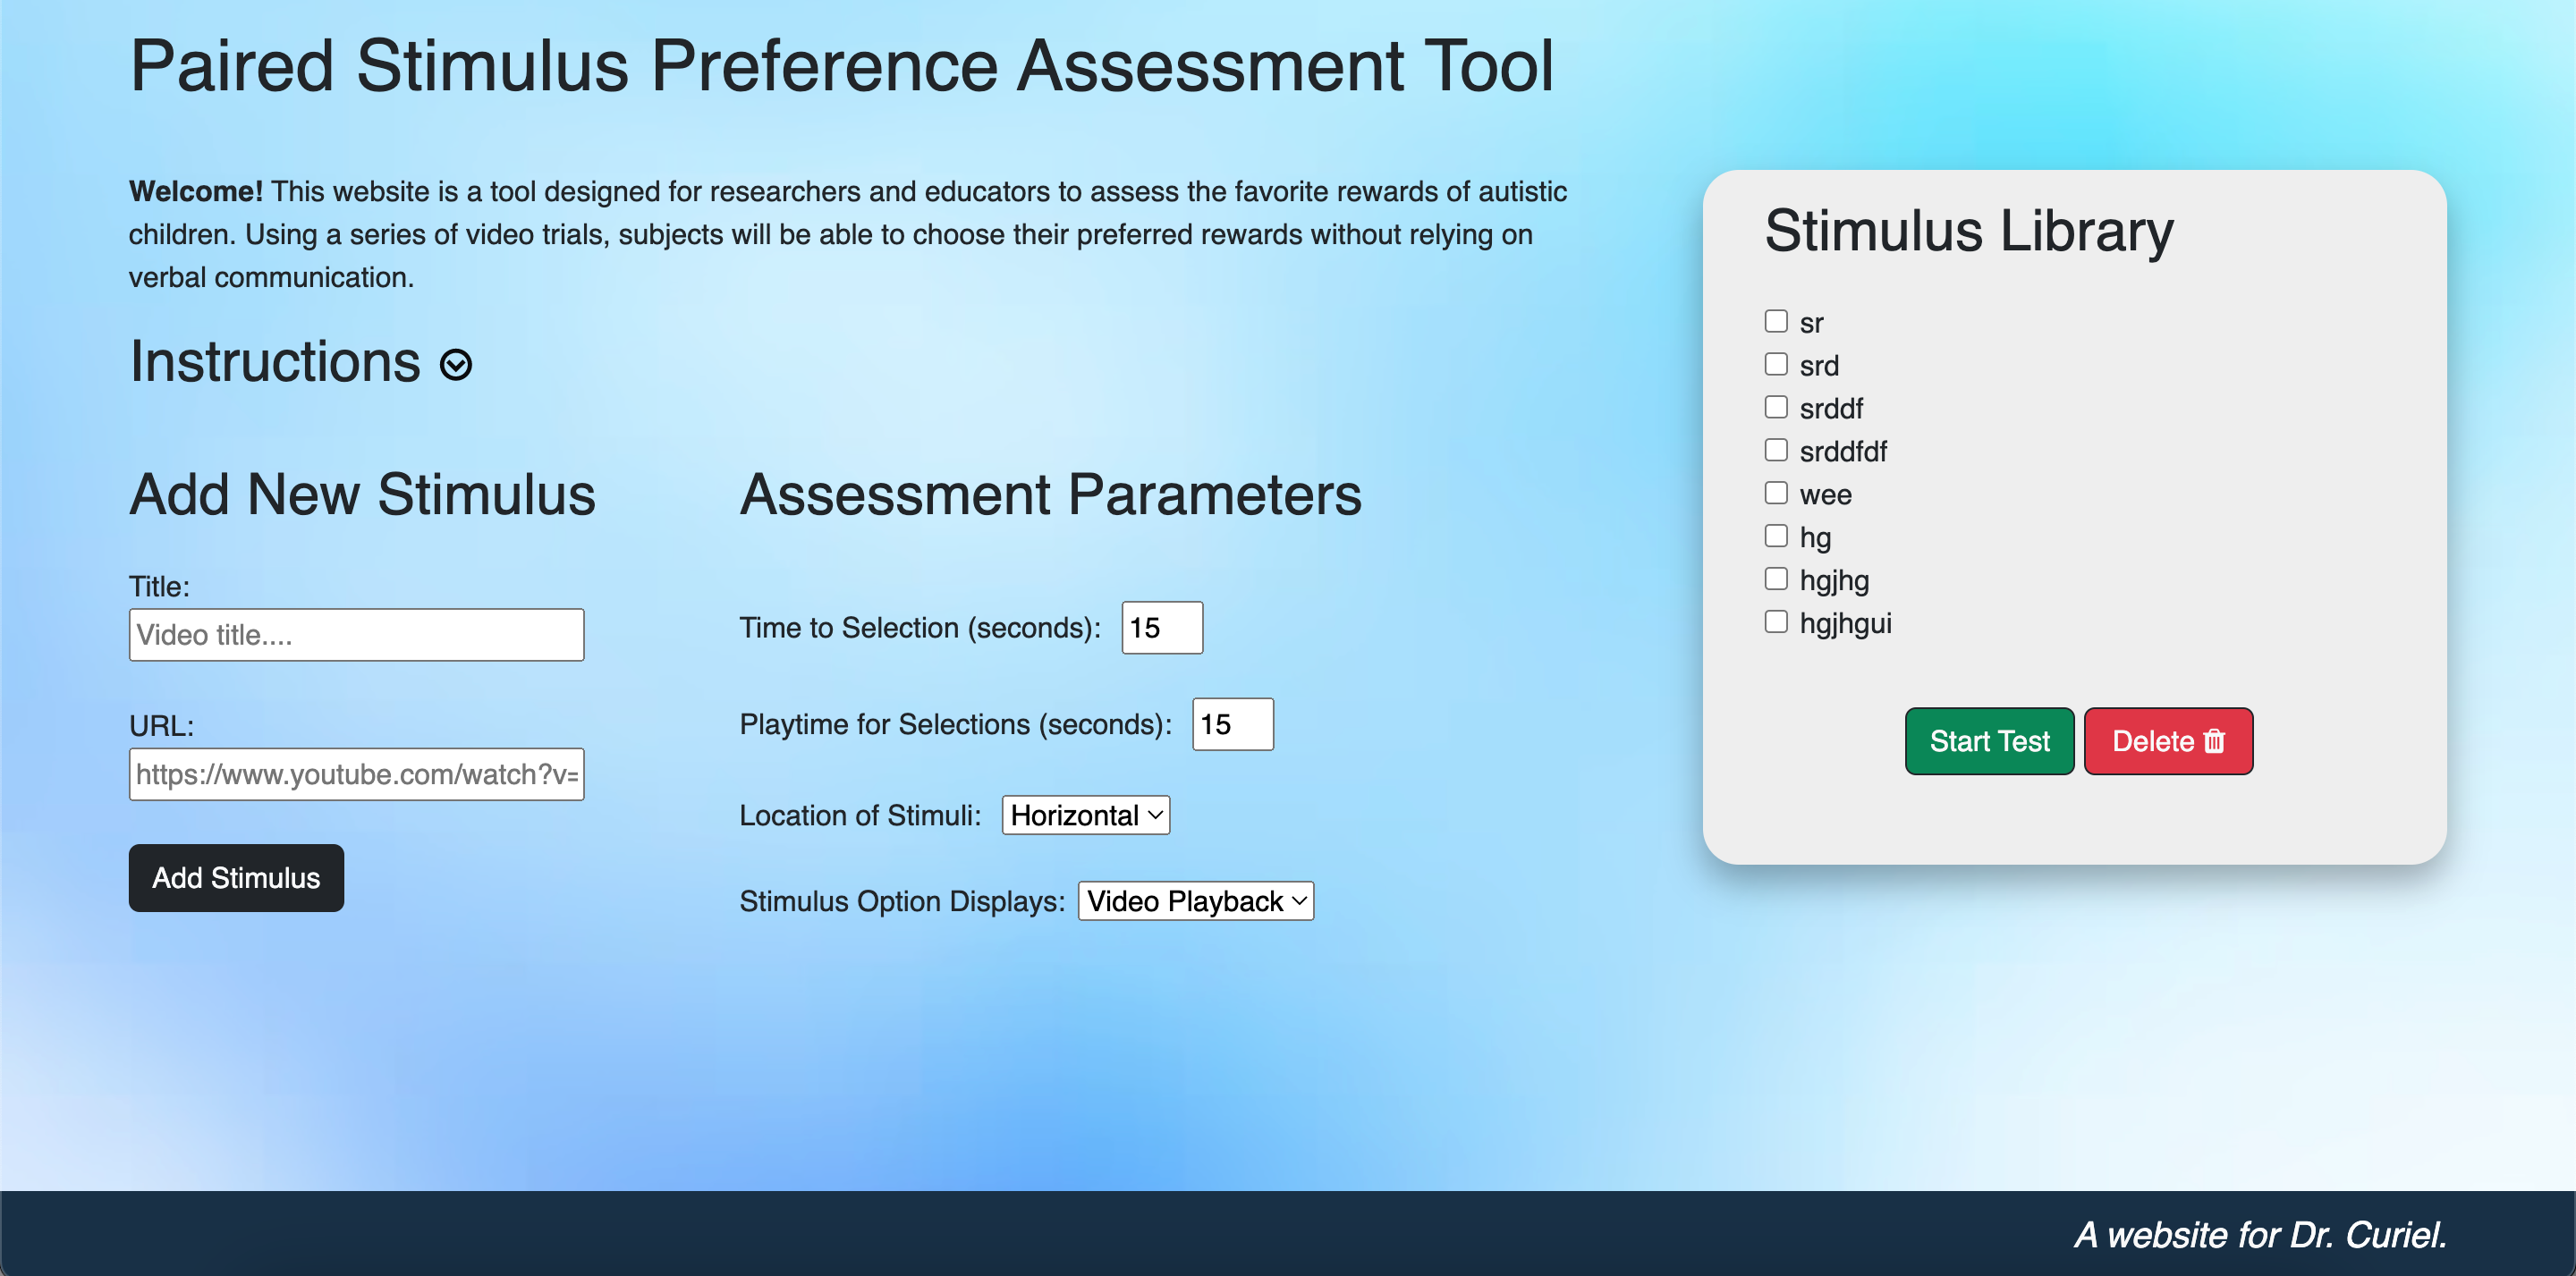 Paired Stimulus Preference Assessment Tool
Welcome! This website is a tool designed for researchers and educators to assess the favorite rewards of autistic
children. Using a series of video trials, subjects will be able to choose their preferred rewards without relying on
verbal communication.
Instructions
Add New Stimulus
Title:
Video title....
URL:
https://www.youtube.com/watch?v=
Add Stimulus
Assessment Parameters
Time to Selection (seconds): 15
Playtime for Selections (seconds): 15
Location of Stimuli: Horizontal
Stimulus Option Displays: Video Playback
Stimulus Library
sr
srd
srddf
srddfdf
wee
hg
hgjhg
hgjhgui
Start Test Delete
A website for Dr. Curiel.